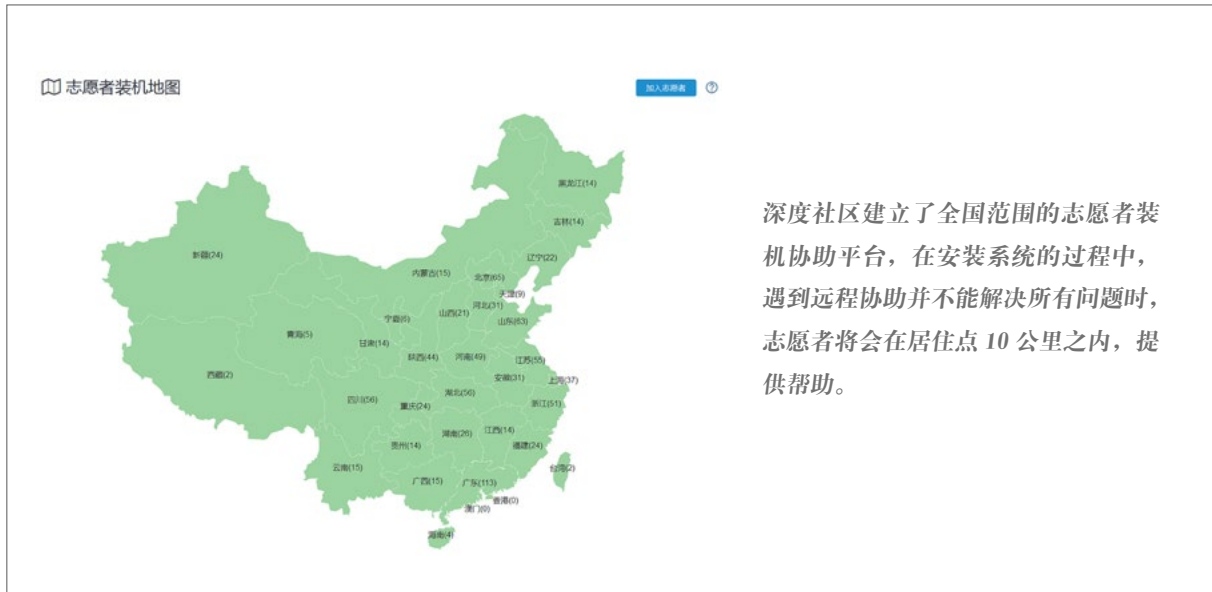 志愿者装机地图
加入志愿者
黑龙江(14)
吉林(14)
辽宁(22)
新疆(24)
内蒙古(15)
北京(65)
天津(9)
河北(31)
山西(21)
宁夏(6)
山东(63)
青海(5)
甘肃(14)
陕西(44)
河南(49)
江苏(55)
安徽(31)
上海(37)
西藏(2)
四川(56)
重庆(24)
湖北(56)
浙江(51)
湖南(26)
江西(14)
贵州(14)
福建(24)
云南(15)
台湾(2)
广西(15)
广东(113)
香港(0)
澳门(0)
海南(4)
深度社区建立了全国范围的志愿者装
机协助平台，在安装系统的过程中，
遇到远程协助并不能解决所有问题时，
志愿者将会在居住点 10 公里之内，提
供帮助。